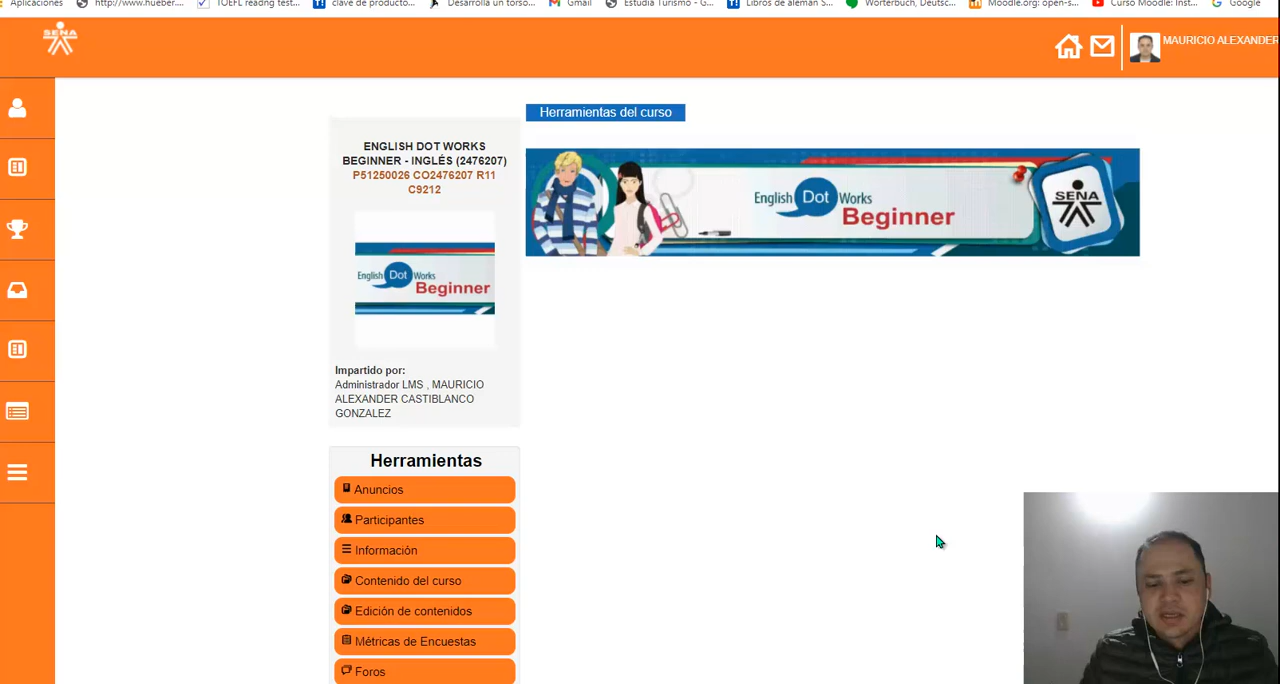 Aplicaciones http://www.hueber.... TOEFL readng test... clave de producto... Desarrolla un torso... Gmail Estudia Turismo - G... Libros de alemán S... Wörterbuch, Deutsc... Moodle.org: open-s... Curso Moodle: Inst... Google
SENA
MAURICIO ALEXANDER
Herramientas del curso
ENGLISH DOT WORKS
BEGINNER - INGLÉS (2476207)
P51250026 CO2476207 R11
C9212
English Dot Works
Beginner
SENA
English Dot Works
Beginner
Impartido por:
Administrador LMS , MAURICIO
ALEXANDER CASTIBLANCO
GONZALEZ
Herramientas
Anuncios
Participantes
Información
Contenido del curso
Edición de contenidos
Métricas de Encuestas
Foros